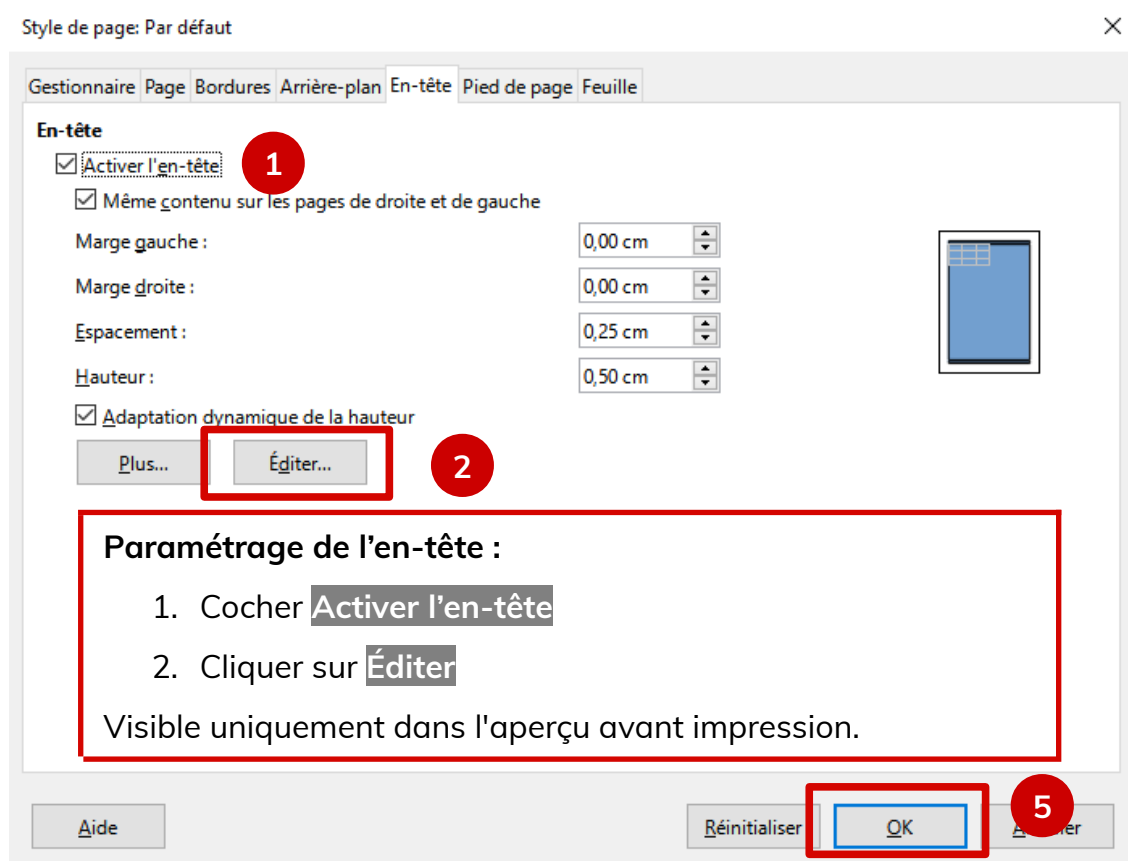 Style de page: Par défaut
Gestionnaire Page Bordures Arrière-plan En-tête Pied de page Feuille
En-tête
Activer l'en-tête
1
Même contenu sur les pages de droite et de gauche
Marge gauche :
0,00 cm
Marge droite :
0,00 cm
Espacement :
0,25 cm
Hauteur :
0,50 cm
Adaptation dynamique de la hauteur
Plus...
Éditer...
2
Paramétrage de l’en-tête :
1. Cocher Activer l’en-tête
2. Cliquer sur Éditer
Visible uniquement dans l'aperçu avant impression.
Aide
Réinitialiser
OK
5